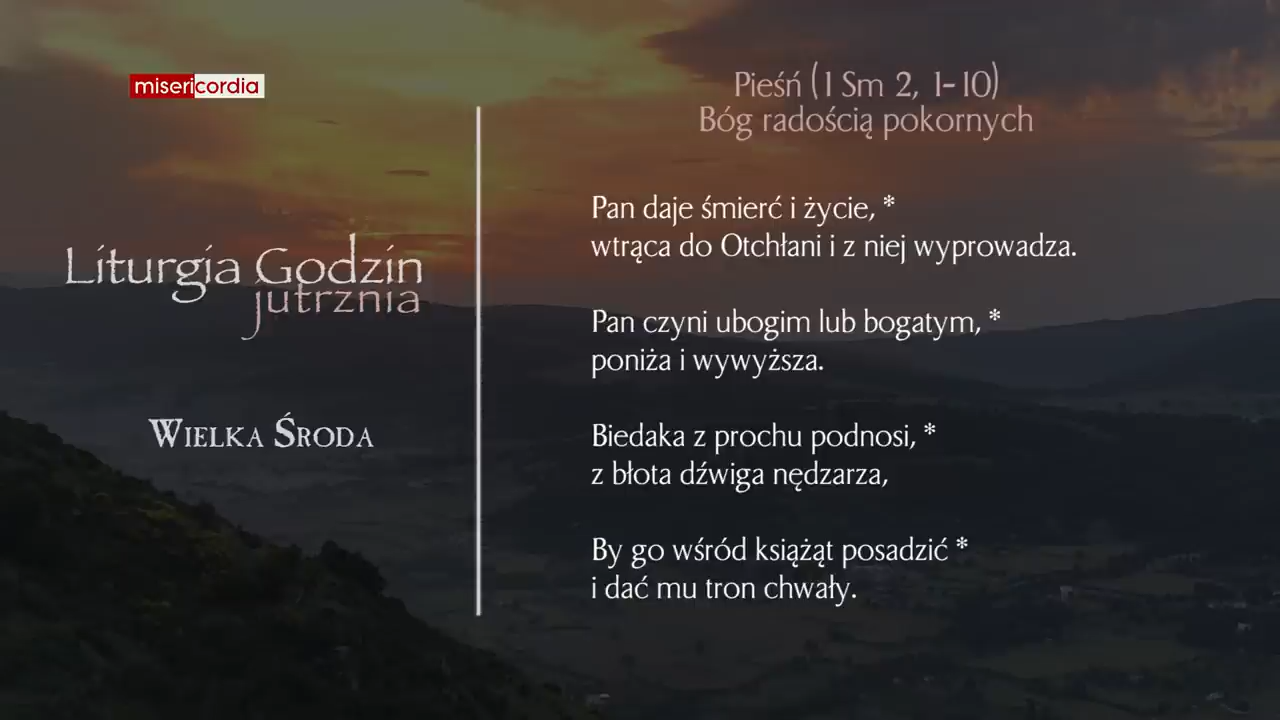 misericordia
Liturgia Godzin
jutrznia
Wielka Środa
Pieśń (1 Sm 2, 1-10)
Bóg radością pokornych
Pan daje śmierć i życie, *
wtrąca do Otchłani i z niej wyprowadza.
Pan czyni ubogim lub bogatym, *
poniża i wywyższa.
Biedaka z prochu podnosi, *
z błota dźwiga nędzarza,
By go wśród książąt posadzić *
i dać mu tron chwały.